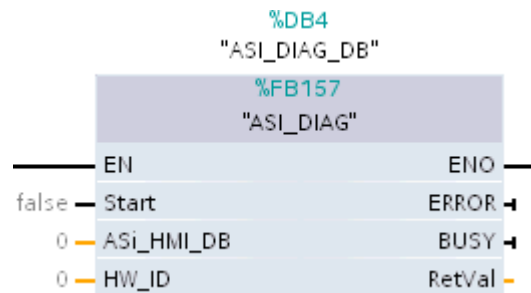 %DB4
"ASI_DIAG_DB"
%FB157
"ASI_DIAG"
EN ENO
false Start ERROR
0 ASi_HMI_DB BUSY
0 HW_ID RetVal